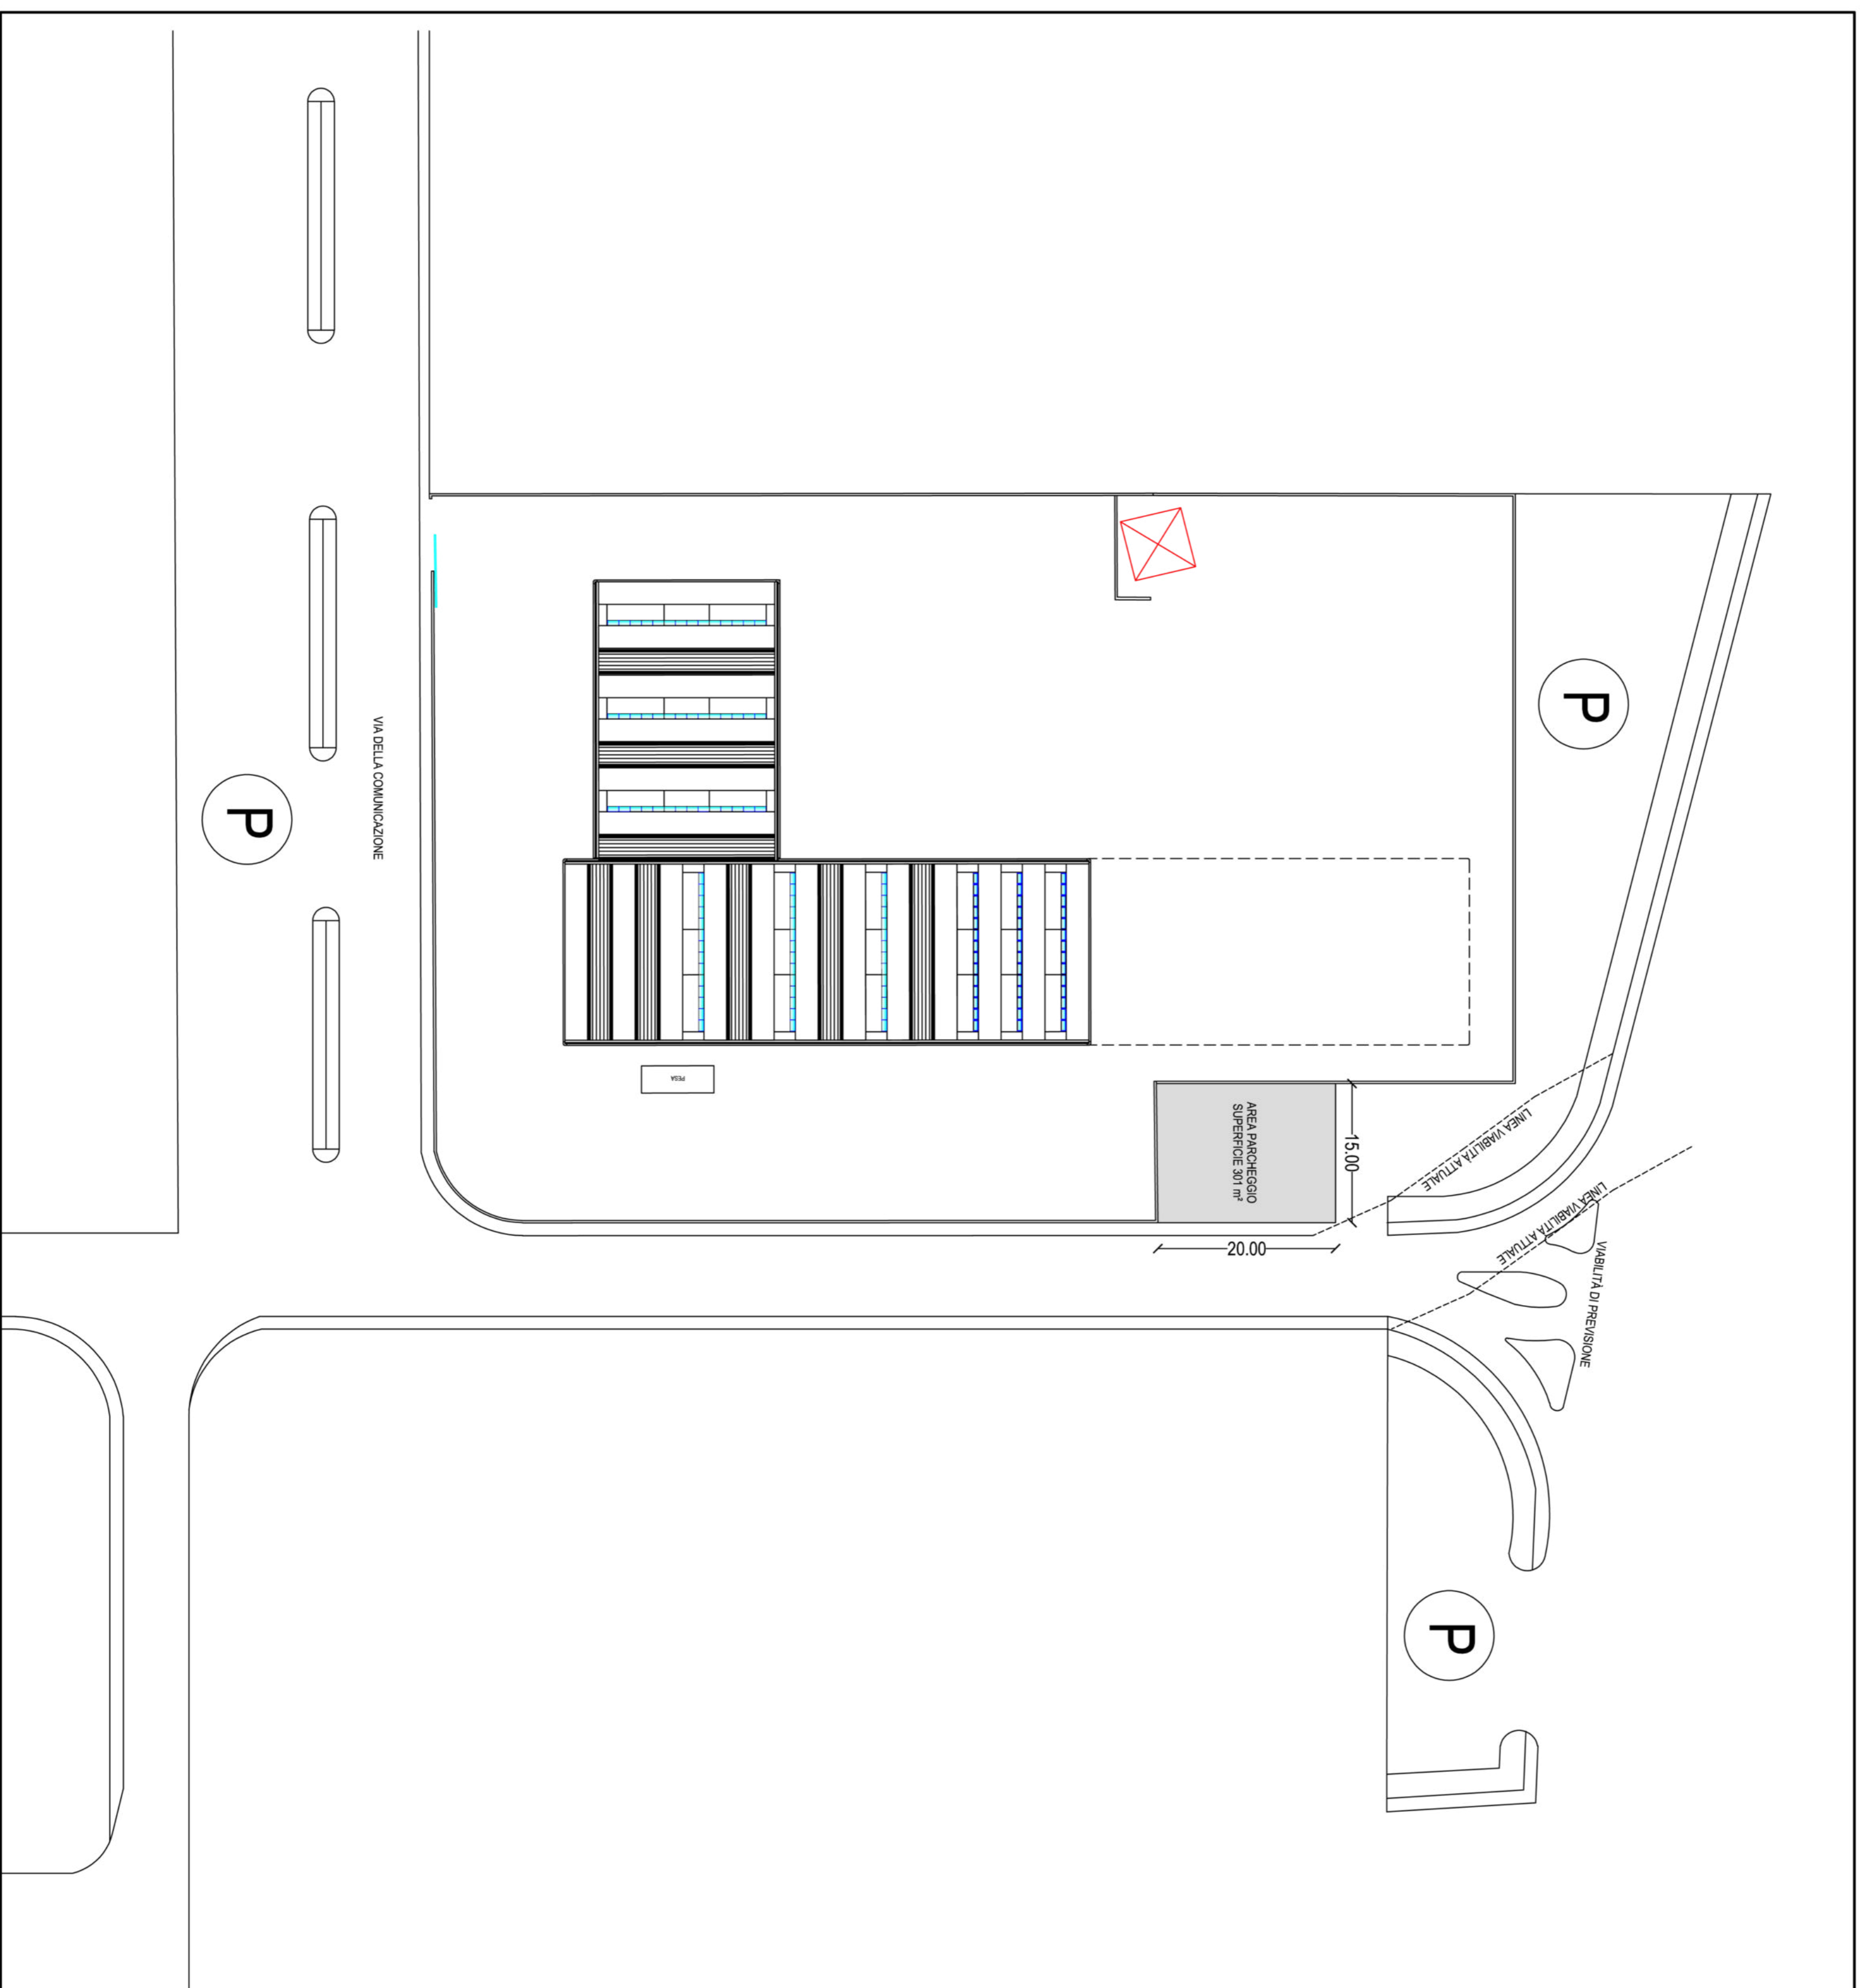 P
VIA DELLA COMUNICAZIONE
P
PESA
AREA PARCHEGGIO
SUPERFICIE 301 m²
15.00
20.00
LINEA VIABILITÀ ATTUALE
LINEA VIABILITÀ ATTUALE
VIABILITÀ DI PREVISIONE
P